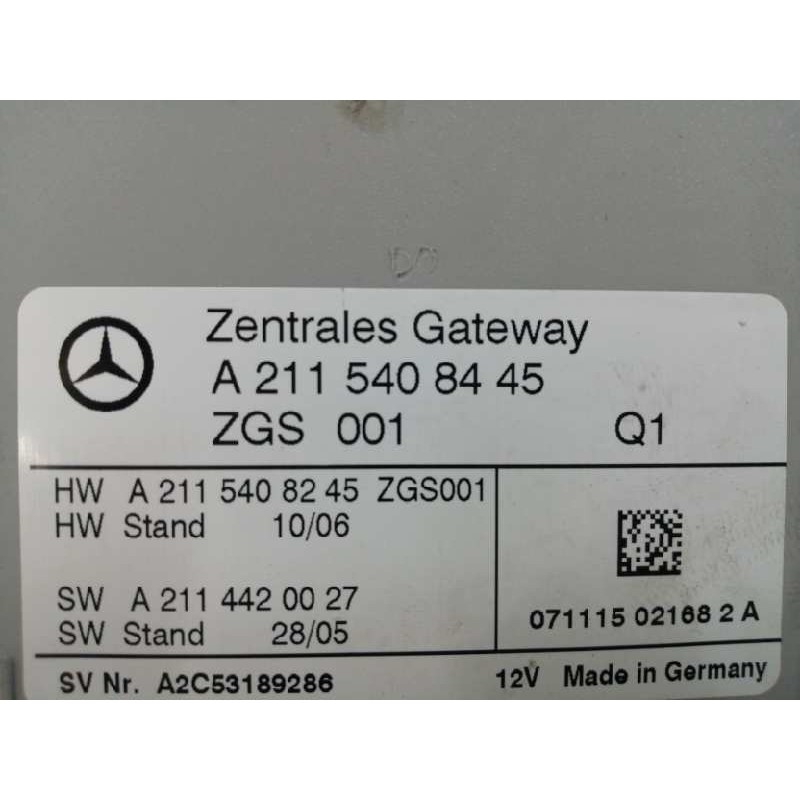 Zentrales Gateway
A 211 540 84 45
ZGS 001 Q1
HW A 211 540 82 45 ZGS001
HW Stand 10/06
SW A 211 442 00 27
SW Stand 28/05
071115 02168 2 A
SV Nr. A2C53189286
12V Made in Germany